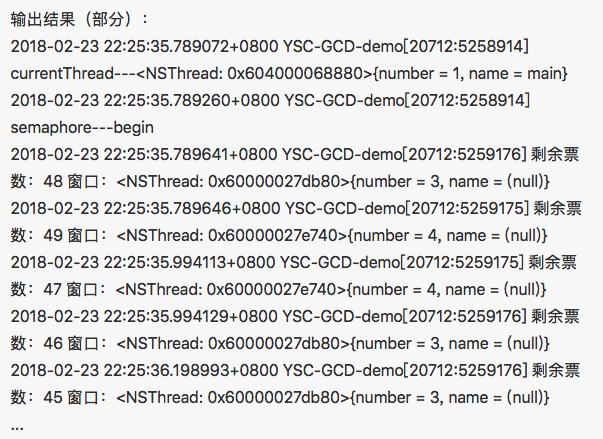 输出结果（部分）：
2018-02-23 22:25:35.789072+0800 YSC-GCD-demo[20712:5258914]
currentThread---<NSThread: 0x604000068880>{number = 1, name = main}
2018-02-23 22:25:35.789260+0800 YSC-GCD-demo[20712:5258914]
semaphore---begin
2018-02-23 22:25:35.789641+0800 YSC-GCD-demo[20712:5259176] 剩余票
数：48 窗口：<NSThread: 0x60000027db80>{number = 3, name = (null)}
2018-02-23 22:25:35.789646+0800 YSC-GCD-demo[20712:5259175] 剩余票
数：49 窗口：<NSThread: 0x60000027e740>{number = 4, name = (null)}
2018-02-23 22:25:35.994113+0800 YSC-GCD-demo[20712:5259175] 剩余票
数：47 窗口：<NSThread: 0x60000027e740>{number = 4, name = (null)}
2018-02-23 22:25:35.994129+0800 YSC-GCD-demo[20712:5259176] 剩余票
数：46 窗口：<NSThread: 0x60000027db80>{number = 3, name = (null)}
2018-02-23 22:25:36.198993+0800 YSC-GCD-demo[20712:5259176] 剩余票
数：45 窗口：<NSThread: 0x60000027db80>{number = 3, name = (null)}
...